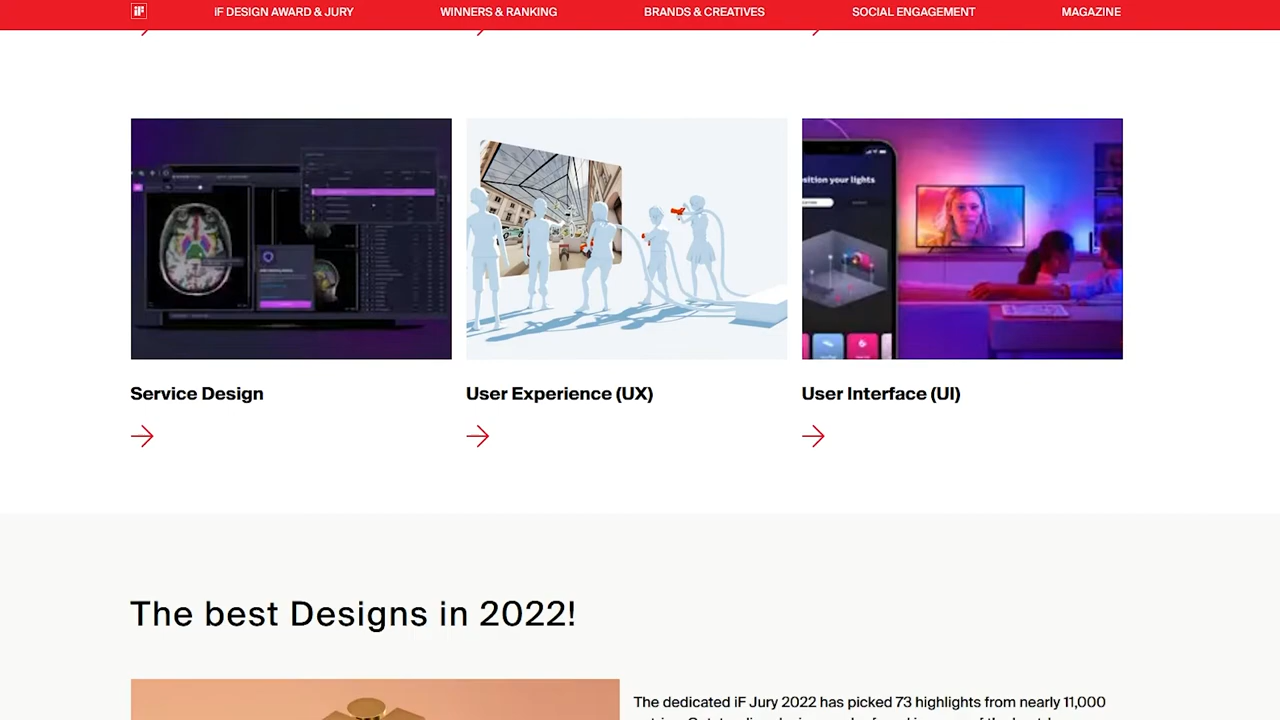 iF
iF DESIGN AWARD & JURY
WINNERS & RANKING
BRANDS & CREATIVES
SOCIAL ENGAGEMENT
MAGAZINE
your lights
Service Design
User Experience (UX)
User Interface (UI)
The best Designs in 2022!
The dedicated iF Jury 2022 has picked 73 highlights from nearly 11,000